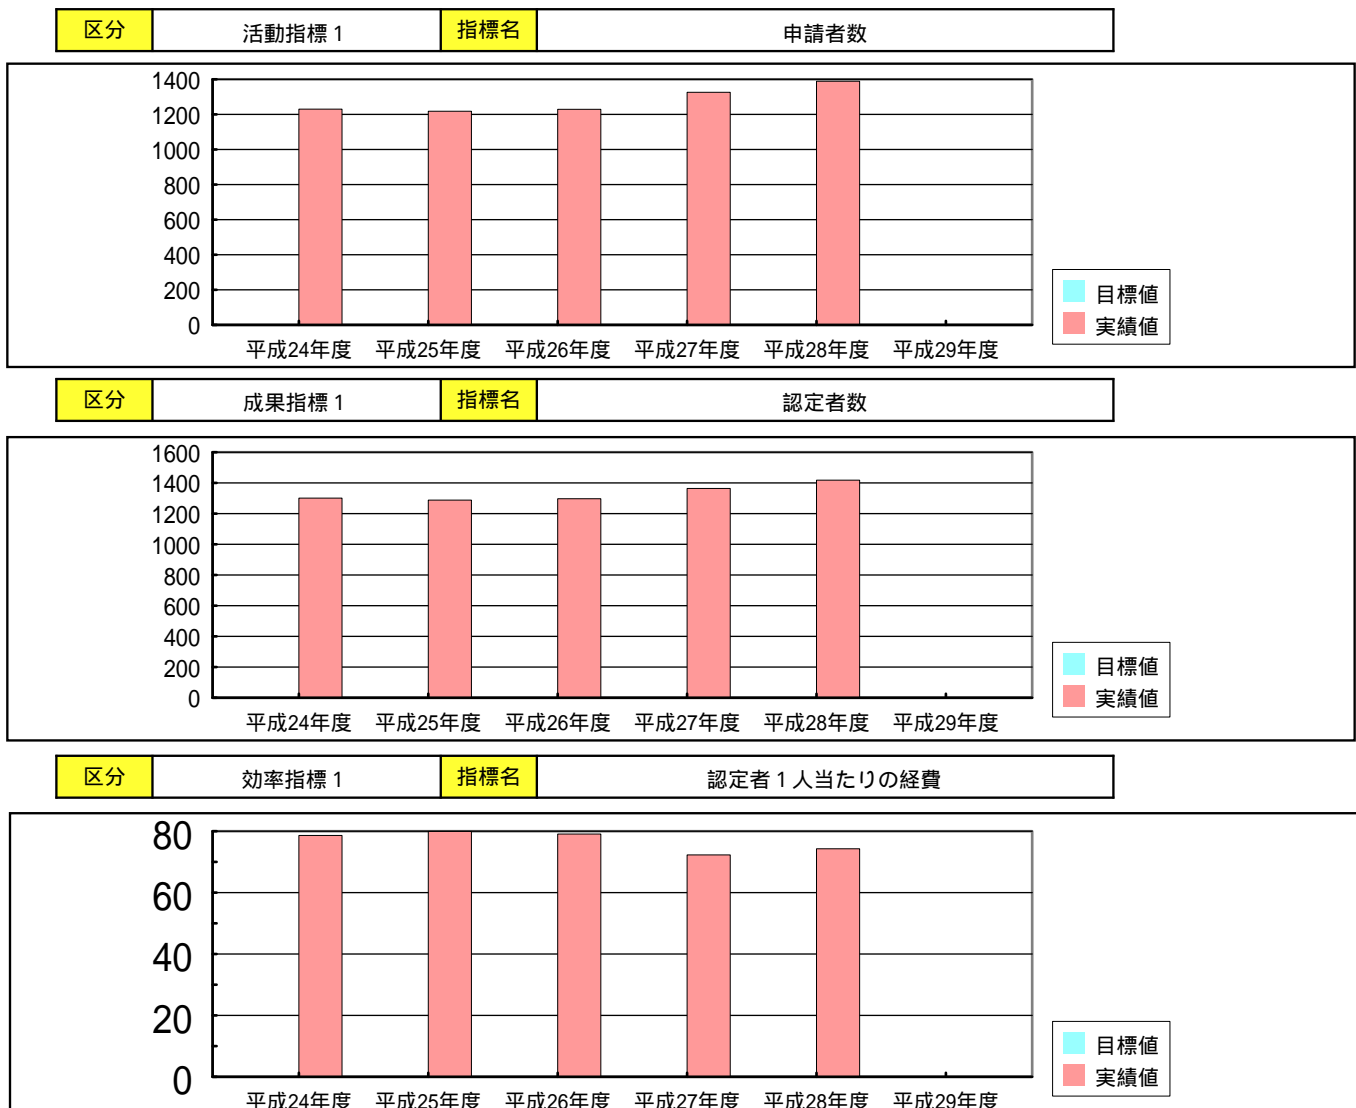 区分 活動指標1 指標名 申請者数
1400
1200
1000
800
600
400
200
0
平成24年度 平成25年度 平成26年度 平成27年度 平成28年度 平成29年度
目標値
実績値
区分 成果指標1 指標名 認定者数
1600
1400
1200
1000
800
600
400
200
0
平成24年度 平成25年度 平成26年度 平成27年度 平成28年度 平成29年度
目標値
実績値
区分 効率指標1 指標名 認定者1人当たりの経費
80
60
40
20
0
平成24年度 平成25年度 平成26年度 平成27年度 平成28年度 平成29年度
目標値
実績値